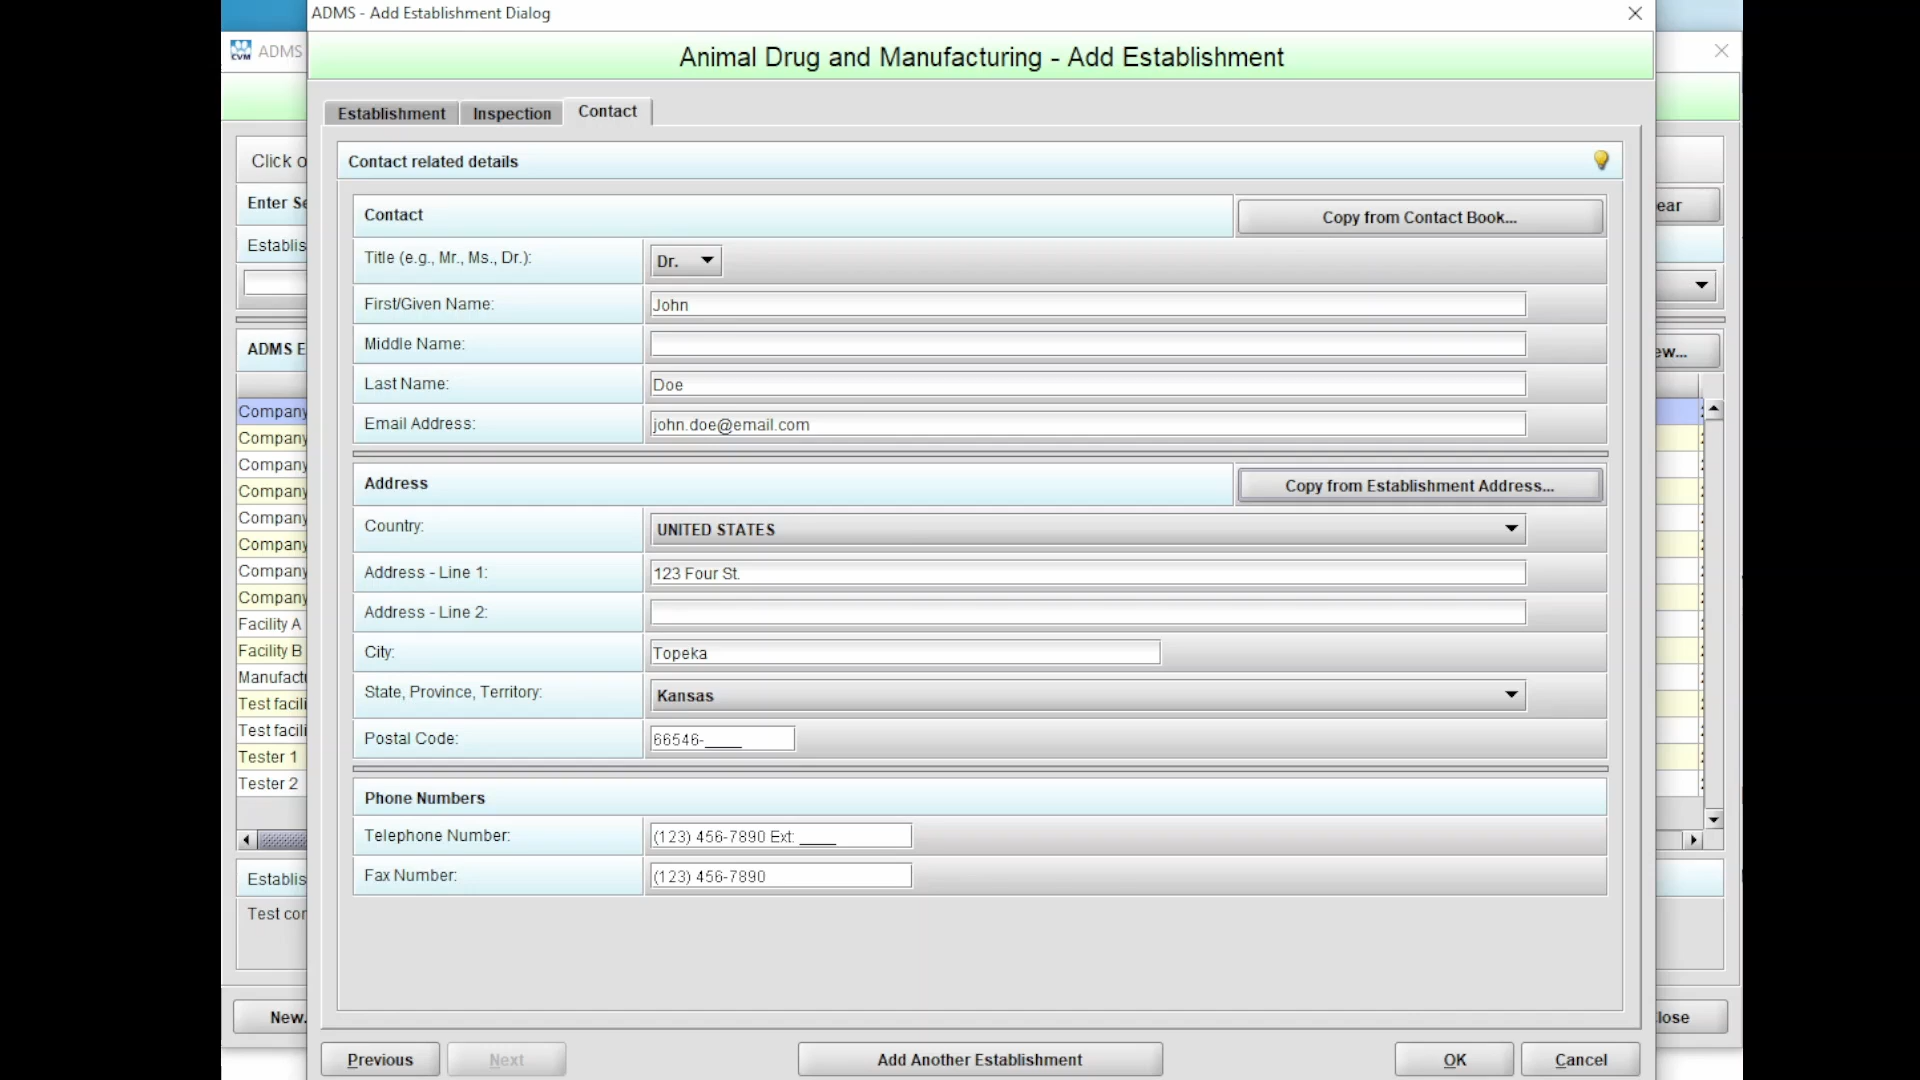 ADMS - Add Establishment Dialog
CVM ADMS
Animal Drug and Manufacturing - Add Establishment
Establishment Inspection Contact
Click o
Contact related details
Enter Se
Contact
Copy from Contact Book...
ear
Establis
Title (e.g., Mr., Ms., Dr.):
Dr.
First/Given Name:
John
Middle Name:
ADMS E
ew...
Last Name:
Doe
Email Address:
john.doe@email.com
Address
Copy from Establishment Address...
Country:
UNITED STATES
Address - Line 1:
123 Four St.
Address - Line 2:
City:
Topeka
State, Province, Territory:
Kansas
Postal Code:
66546-____
Phone Numbers
Telephone Number:
(123) 456-7890 Ext: ____
Fax Number:
(123) 456-7890
Company
Company
Company
Company
Company
Company
Company
Company
Facility A
Facility B
Manufactu
Test facili
Test facili
Tester 1
Tester 2
Establis
Test con
New.
lose
Previous
Next
Add Another Establishment
OK
Cancel